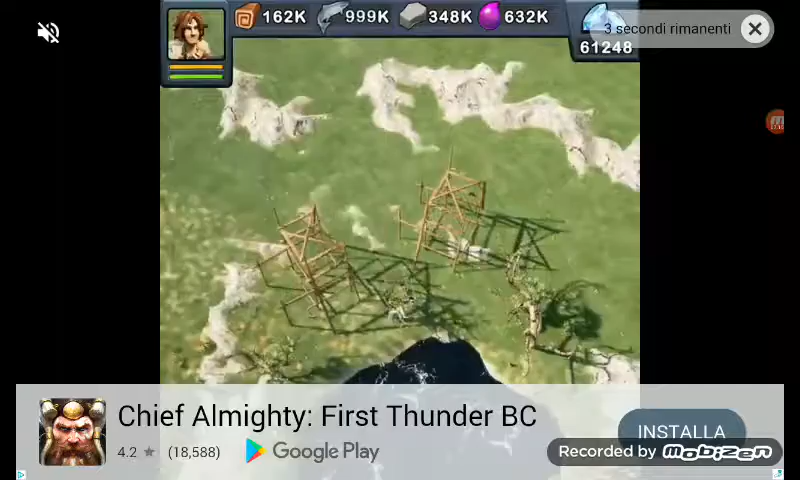 162K 999K 348K 632K
61248
3 secondi rimanenti
Chief Almighty: First Thunder BC
4.2 ★ (18,588) Google Play
INSTALLA
Recorded by mobizen